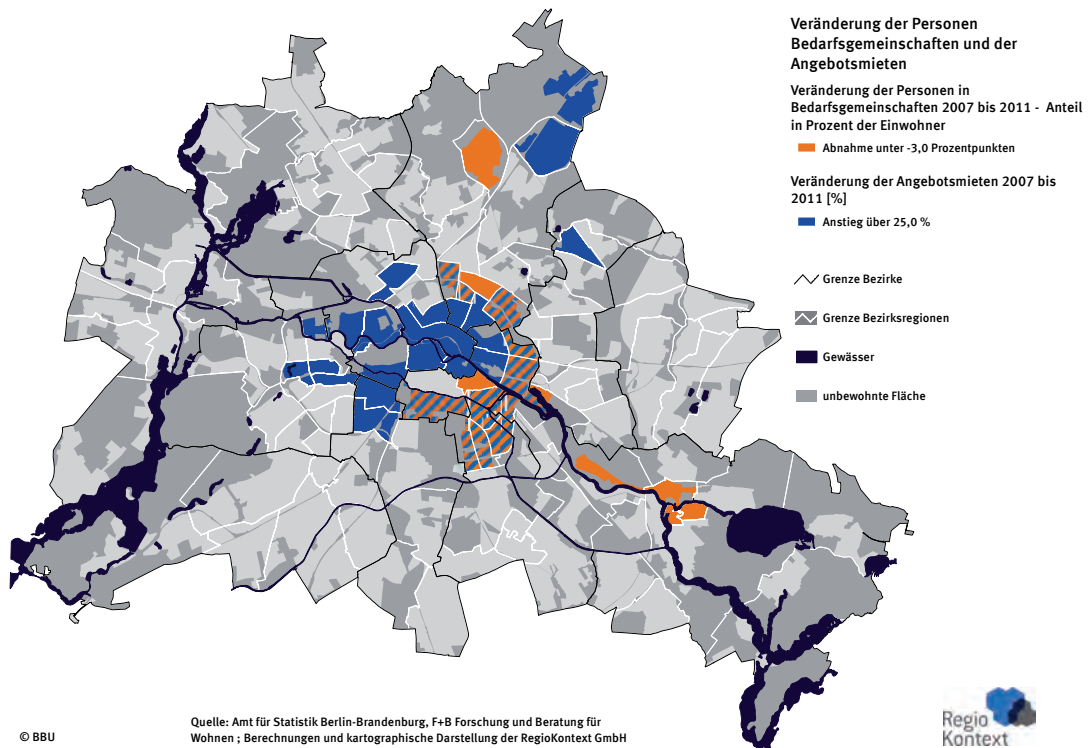 Veränderung der Personen
Bedarfsgemeinschaften und der
Angebotsmieten
Veränderung der Personen in
Bedarfsgemeinschaften 2007 bis 2011 - Anteil
in Prozent der Einwohner
Abnahme unter -3,0 Prozentpunkten
Veränderung der Angebotsmieten 2007 bis
2011 [%]
Anstieg über 25,0 %
Grenze Bezirke
Grenze Bezirksregionen
Gewässer
unbewohnte Fläche
© BBU
Quelle: Amt für Statistik Berlin-Brandenburg, F+B Forschung und Beratung für
Wohnen ; Berechnungen und kartographische Darstellung der RegioKontext GmbH
Regio
Kontext